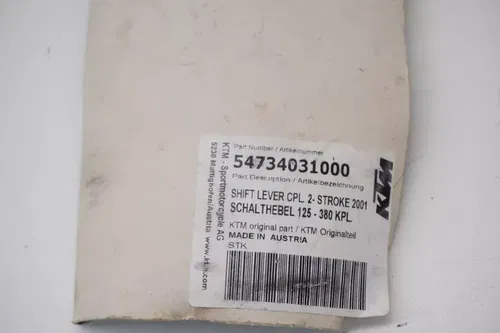 Part Number / Artikelnummer
54734031000
Part Description / Artikelbezeichnung
SHIFT LEVER CPL. 2- STROKE 2001
SCHALTHEBEL 125 - 380 KPL.
KTM original part / KTM Originalteil
MADE IN AUSTRIA
STK
KTM - Sportmotorcycle AG
5230 Mattighofen/Austria www.ktm.com
KTM